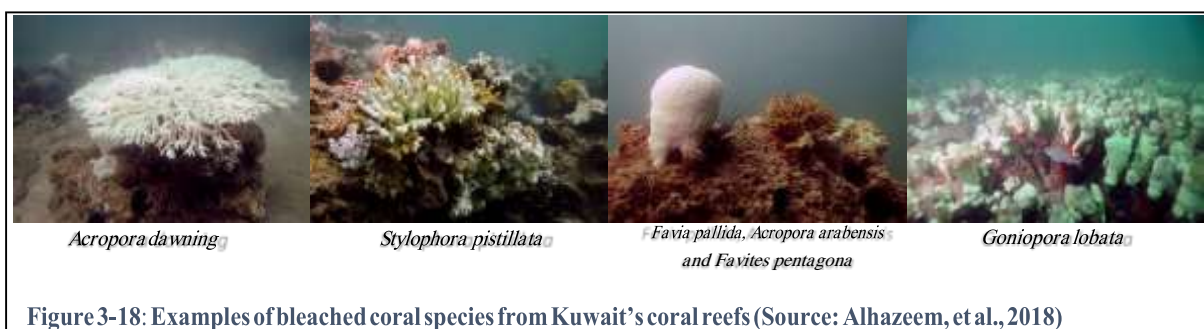 Acropora dawning
Stylophora pistillata
Favia pallida, Acropora arabensis
and Favites pentagona
Goniopora lobata
Figure 3-18: Examples of bleached coral species from Kuwait's coral reefs (Source: Alhazeem, et al., 2018)